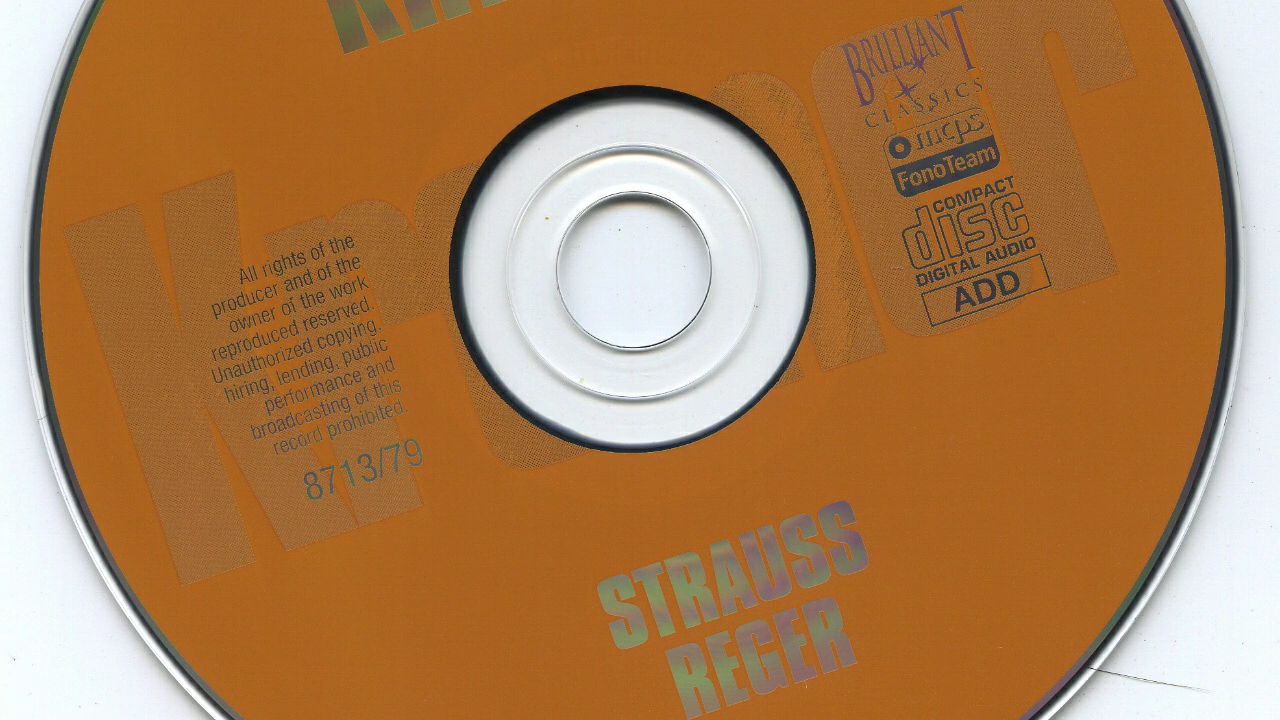 BRILLIANT
CLASSICS
mcps
FonoTeam
COMPACT
disc
DIGITAL AUDIO
ADD
All rights of the
producer and of the
owner of the work
reproduced reserved.
Unauthorized copying,
hiring, lending, public
performance and
broadcasting of this
record prohibited.
8713/79
STRAUSS
REGER